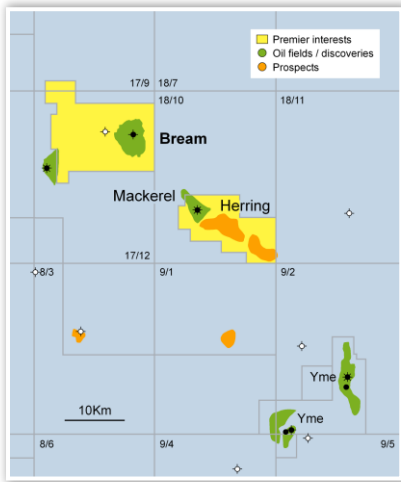 Premier interests
Oil fields / discoveries
Prospects
17/9
18/7
18/10
18/11
Bream
Mackerel
Herring
17/12
8/3
9/1
9/2
Yme
Yme
10Km
8/6
9/4
9/5